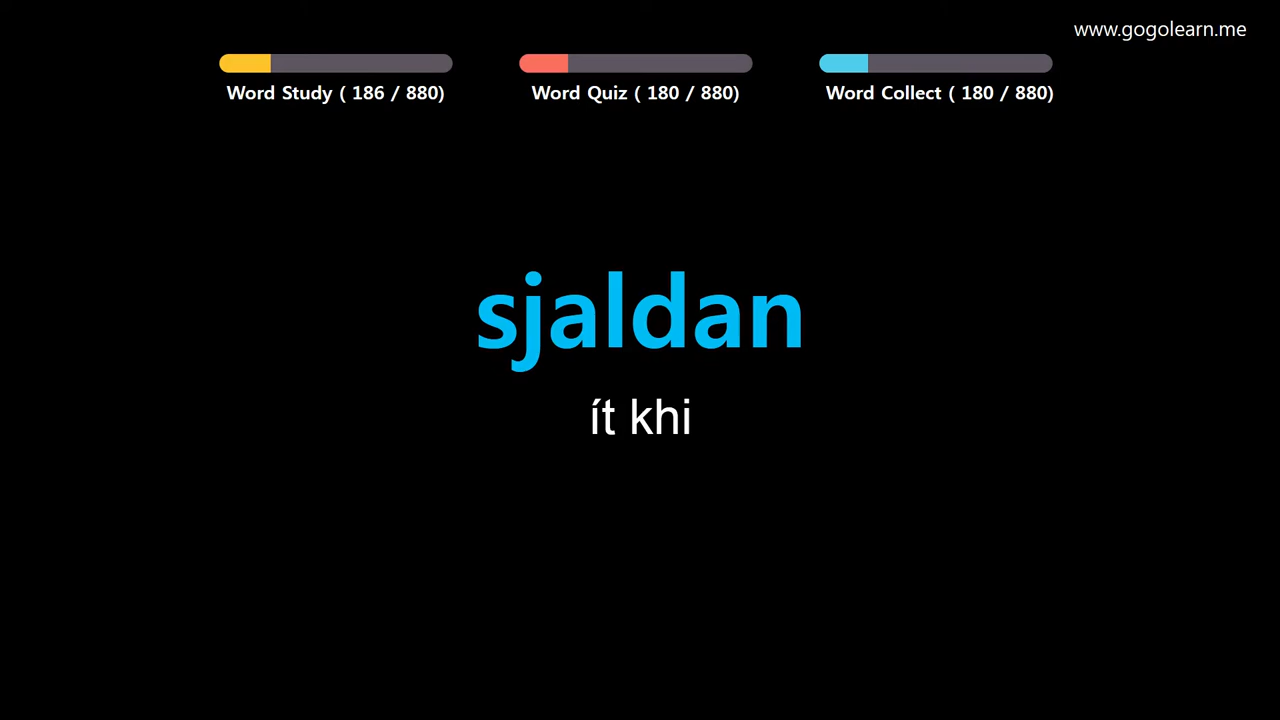 www.gogolearn.me
Word Study ( 186 / 880)
Word Quiz ( 180 / 880)
Word Collect ( 180 / 880)
sjaldan
ít khi